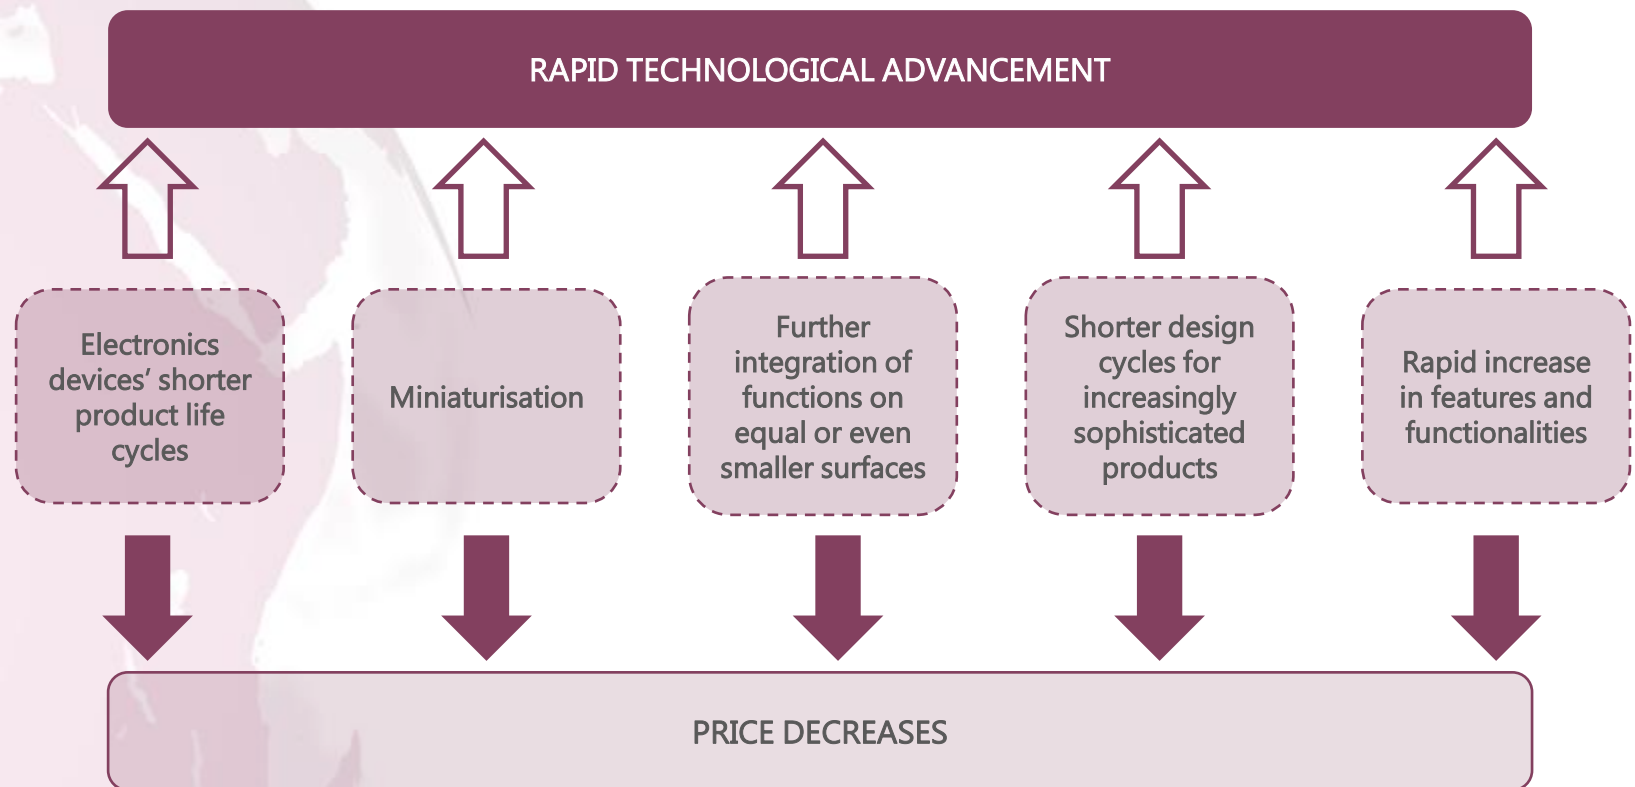 RAPID TECHNOLOGICAL ADVANCEMENT
Electronics
devices’ shorter
product life
cycles
Miniaturisation
Further
integration of
functions on
equal or even
smaller surfaces
Shorter design
cycles for
increasingly
sophisticated
products
Rapid increase
in features and
functionalities
PRICE DECREASES